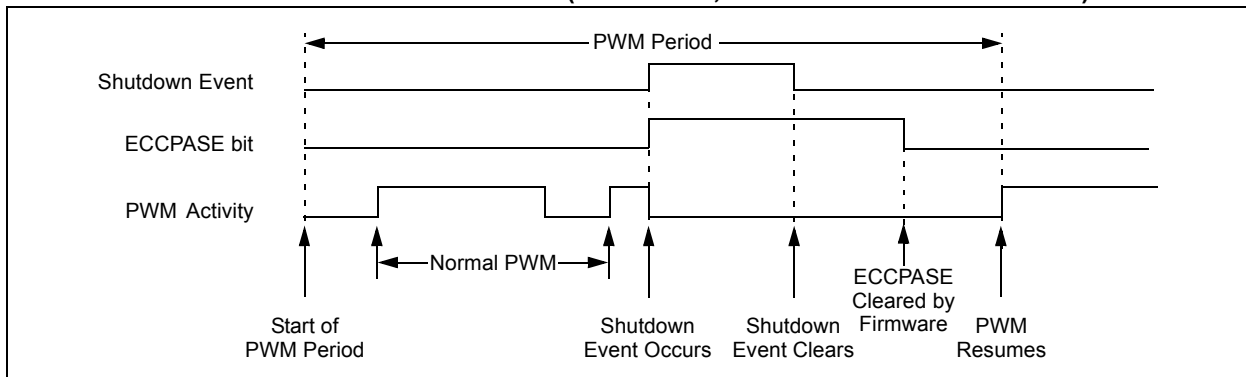 PWM Period
Shutdown Event
ECCPASE bit
PWM Activity
Normal PWM
Start of
PWM Period
Shutdown
Event Occurs
Shutdown
Event Clears
ECCPASE
Cleared by
Firmware
PWM
Resumes